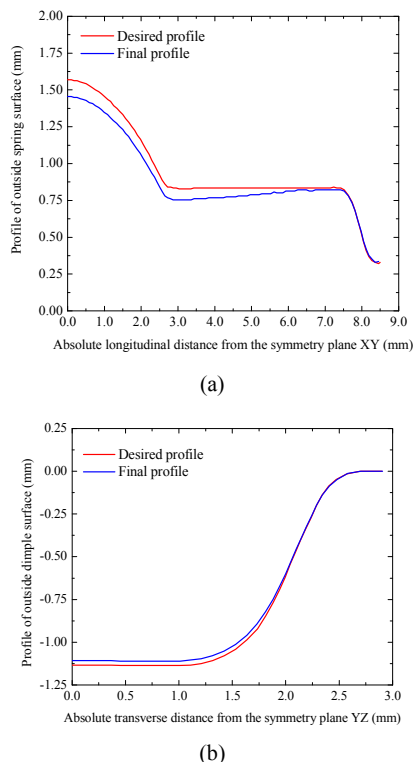 2.00
1.75
1.50
1.25
1.00
0.75
0.50
0.25
0.00
Profile of outside spring surface (mm)
Desired profile
Final profile
0.0 1.0 2.0 3.0 4.0 5.0 6.0 7.0 8.0 9.0
Absolute longitudinal distance from the symmetry plane XY (mm)
(a)
0.25
0.00
-0.25
-0.50
-0.75
-1.00
-1.25
Profile of outside dimple surface (mm)
Desired profile
Final profile
0.0 0.5 1.0 1.5 2.0 2.5 3.0
Absolute transverse distance from the symmetry plane YZ (mm)
(b)